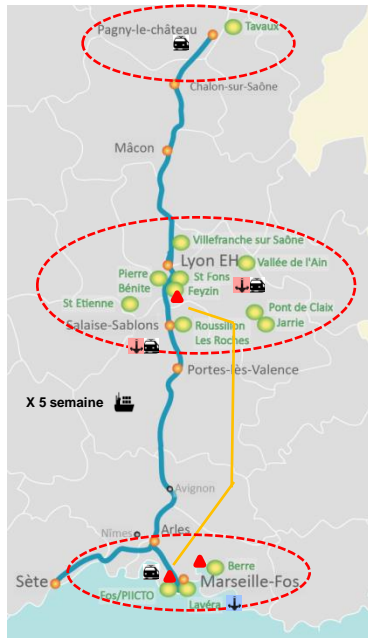 Pagny-le-château
Tavaux
Chalon-sur-Saône
Mâcon
Villefranche sur Saône
Lyon EH
Vallée de l'Ain
Pierre
Bénite
St Fons
Feyzin
St Etienne
Pont de Claix
Salaise-Sablons
Roussillon
Les Roches
Jarrie
Portes-lès-Valence
X 5 semaine
Avignon
Nîmes
Arles
Berre
Sète
Fos/PIICTO
Marseille-Fos
Lavéra